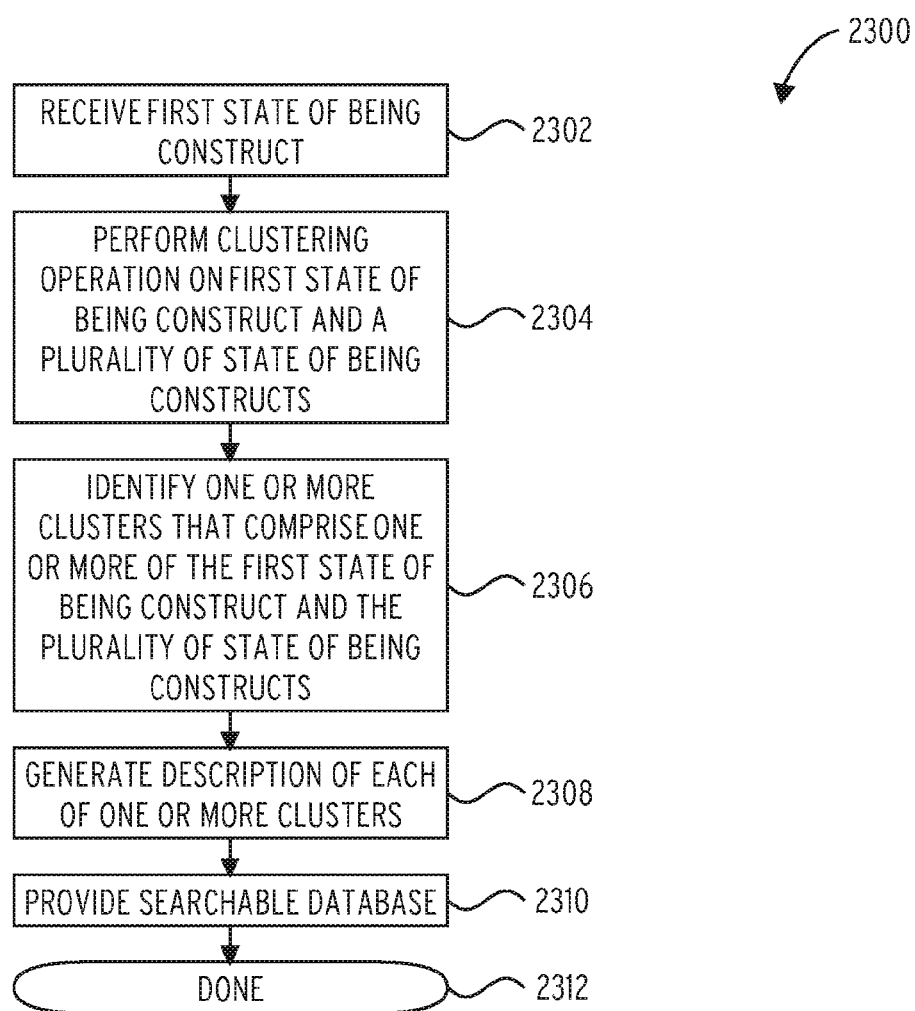 2300
RECEIVE FIRST STATE OF BEING
CONSTRUCT
2302
PERFORM CLUSTERING
OPERATION ON FIRST STATE OF
BEING CONSTRUCT AND A
PLURALITY OF STATE OF BEING
CONSTRUCTS
2304
IDENTIFY ONE OR MORE
CLUSTERS THAT COMPRISE ONE
OR MORE OF THE FIRST STATE OF
BEING CONSTRUCT AND THE
PLURALITY OF STATE OF BEING
CONSTRUCTS
2306
GENERATE DESCRIPTION OF EACH
OF ONE OR MORE CLUSTERS
2308
PROVIDE SEARCHABLE DATABASE
2310
DONE
2312